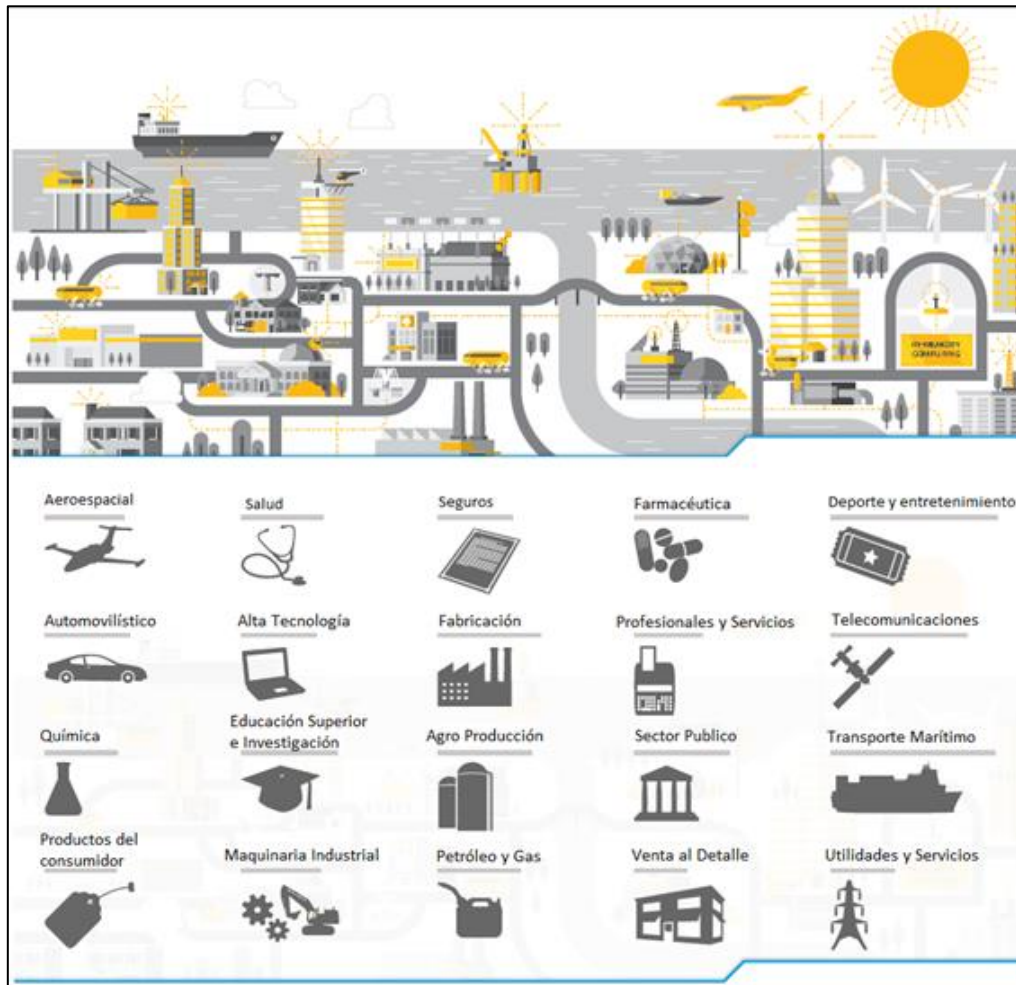 Aeroespacial
Salud
Seguros
Farmacéutica
Deporte y entretenimiento
Automovilístico
Alta Tecnología
Fabricación
Profesionales y Servicios
Telecomunicaciones
Química
Educación Superior
e Investigación
Agro Producción
Sector Publico
Transporte Marítimo
Productos del
consumidor
Maquinaria Industrial
Petróleo y Gas
Venta al Detalle
Utilidades y Servicios